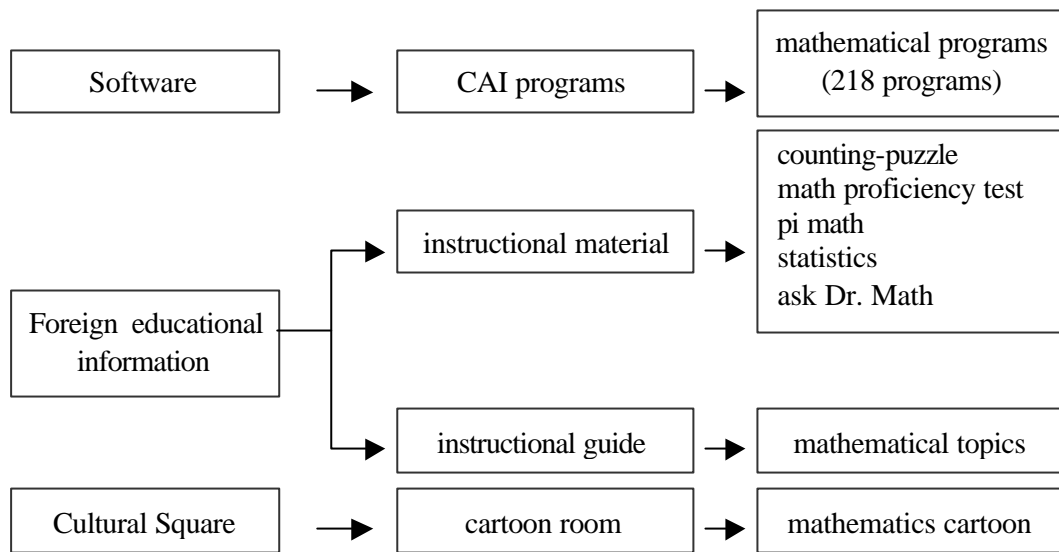 Software
CAI programs
mathematical programs
(218 programs)
Foreign educational
information
instructional material
counting-puzzle
math proficiency test
pi math
statistics
ask Dr. Math
instructional guide
mathematical topics
Cultural Square
cartoon room
mathematics cartoon